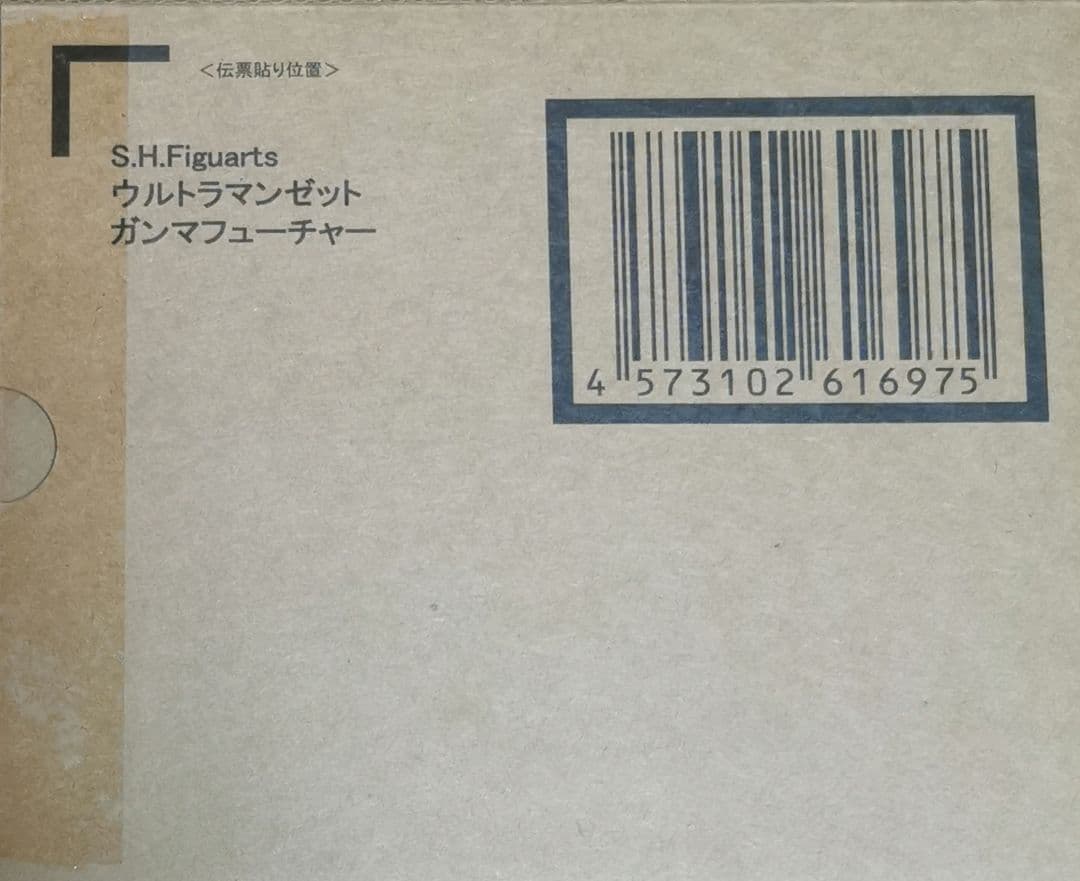 <伝票貼り位置>
S.H.Figuarts
ウルトラマンゼット
ガンマフューチャー
4 573102 616975